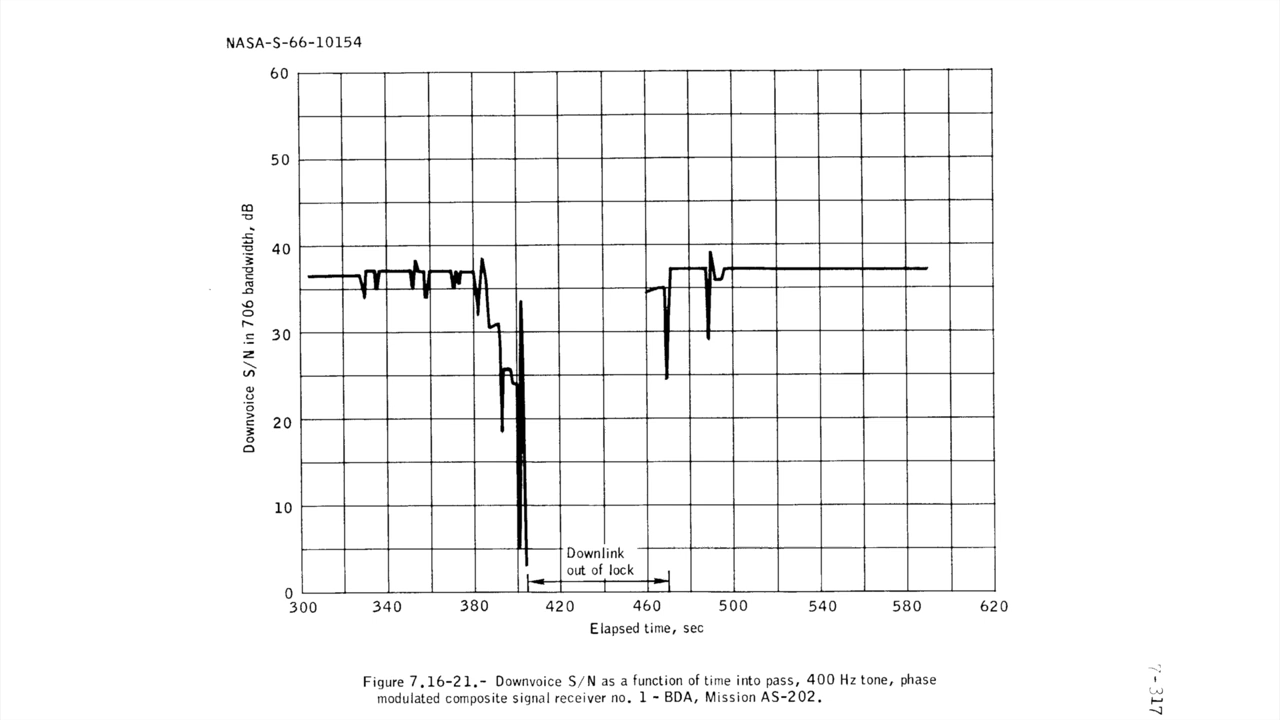 NASA-S-66-10154
60
50
40
30
20
10
0
Downvoice S/N in 706 bandwidth, dB
Downlink
out of lock
300 340 380 420 460 500 540 580 620
Elapsed time, sec
Figure 7.16-21.- Downvoice S/N as a function of time into pass, 400 Hz tone, phase
modulated composite signal receiver no. 1 - BDA, Mission AS-202.
7-317